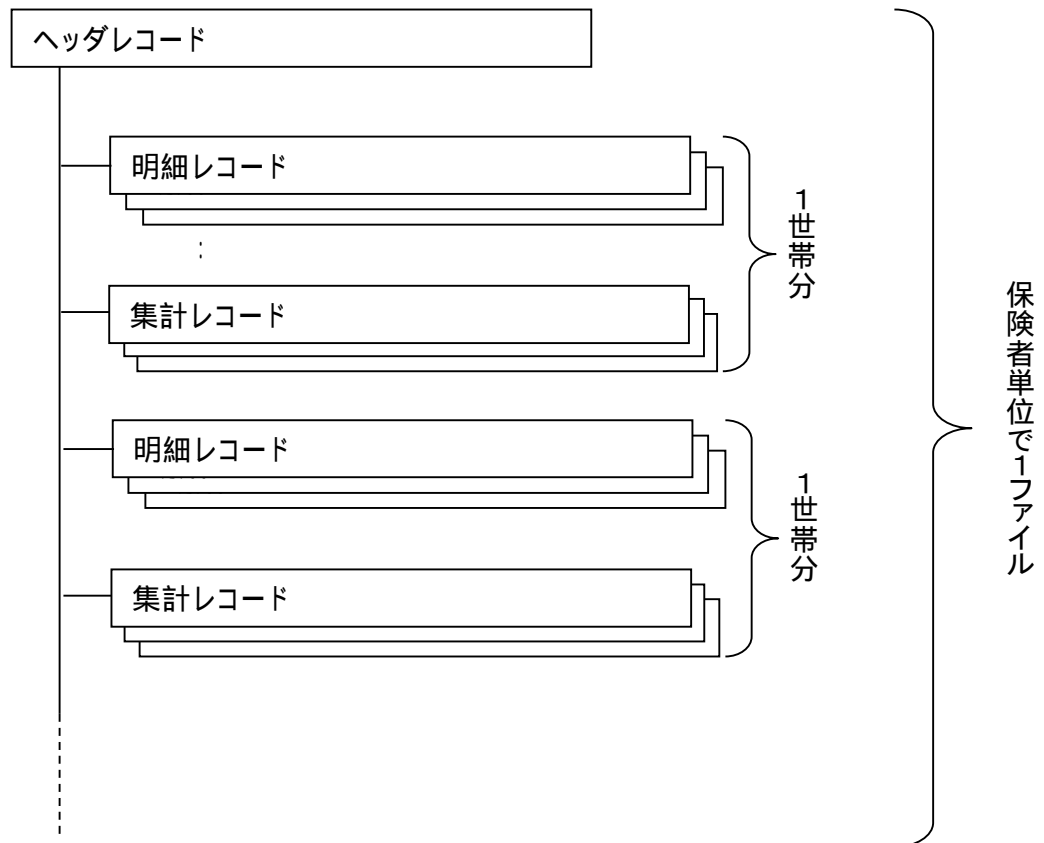 ヘッダレコード
明細レコード
:
集計レコード
1世帯分
明細レコード
集計レコード
1世帯分
保険者単位で1ファイル